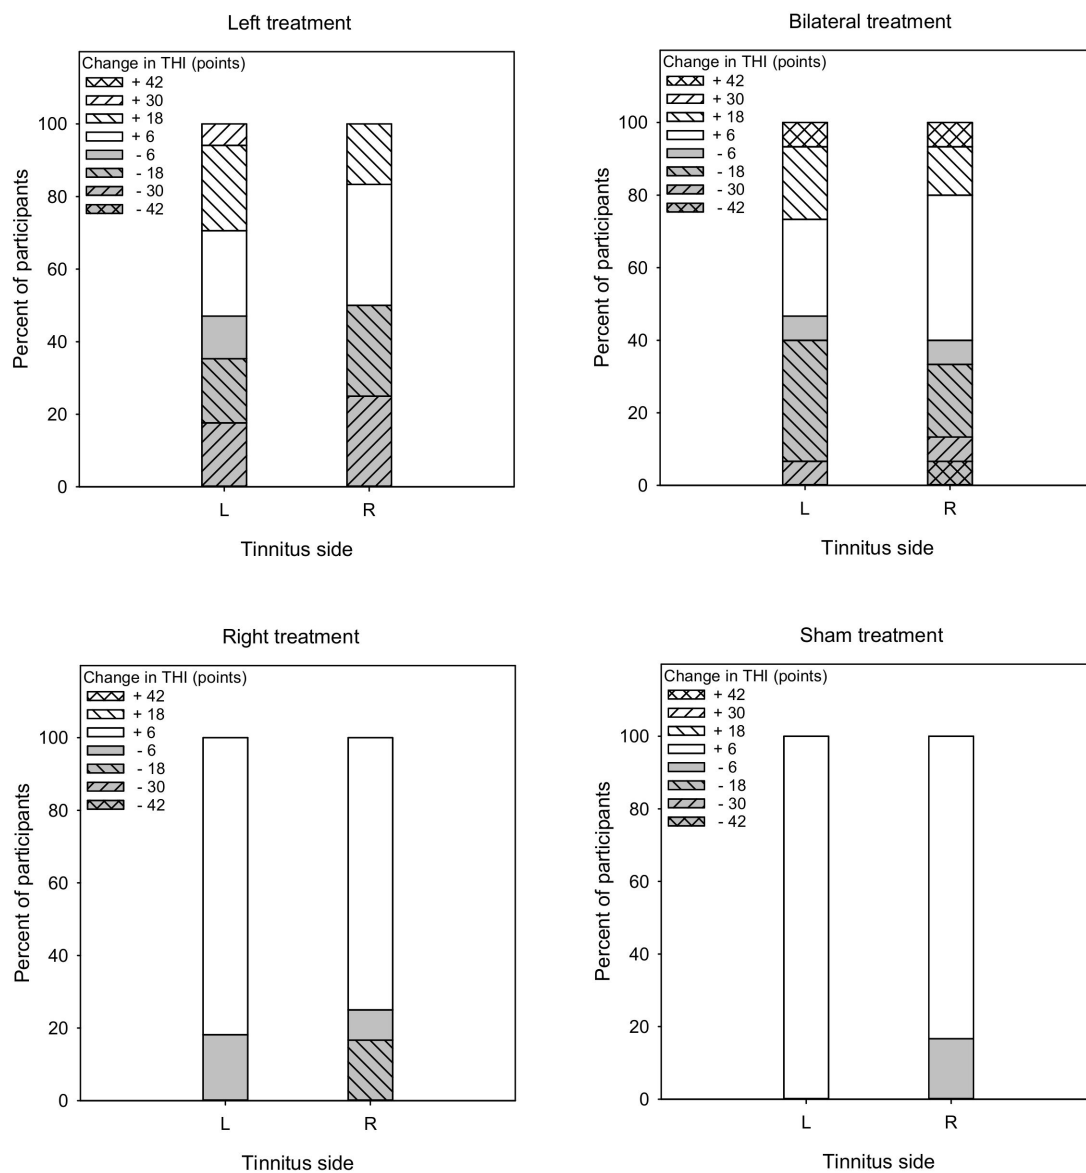 Left treatment
Change in THI (points)
+ 42
+ 30
+ 18
+ 6
- 6
- 18
- 30
- 42
100
80
60
40
20
0
Percent of participants
L R
Tinnitus side
Bilateral treatment
Change in THI (points)
+ 42
+ 30
+ 18
+ 6
- 6
- 18
- 30
- 42
100
80
60
40
20
0
Percent of participants
L R
Tinnitus side
Right treatment
Change in THI (points)
+ 42
+ 18
+ 6
- 6
- 18
- 30
- 42
100
80
60
40
20
0
Percent of participants
L R
Tinnitus side
Sham treatment
Change in THI (points)
+ 42
+ 30
+ 18
+ 6
- 6
- 18
- 30
- 42
100
80
60
40
20
0
Percent of participants
L R
Tinnitus side